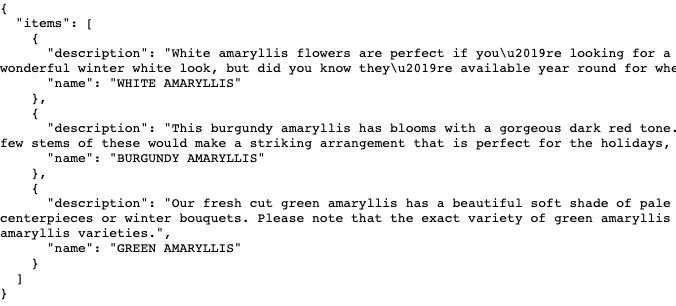 {
  "items": [
    {
      "description": "White amaryllis flowers are perfect if you\u2019re looking for a
wonderful winter white look, but did you know they\u2019re available year round for whe
      "name": "WHITE AMARYLLIS"
    },
    {
      "description": "This burgundy amaryllis has blooms with a gorgeous dark red tone.
few stems of these would make a striking arrangement that is perfect for the holidays,
      "name": "BURGUNDY AMARYLLIS"
    },
    {
      "description": "Our fresh cut green amaryllis has a beautiful soft shade of pale
centerpieces or winter bouquets. Please note that the exact variety of green amaryllis
amaryllis varieties.",
      "name": "GREEN AMARYLLIS"
    }
  ]
}